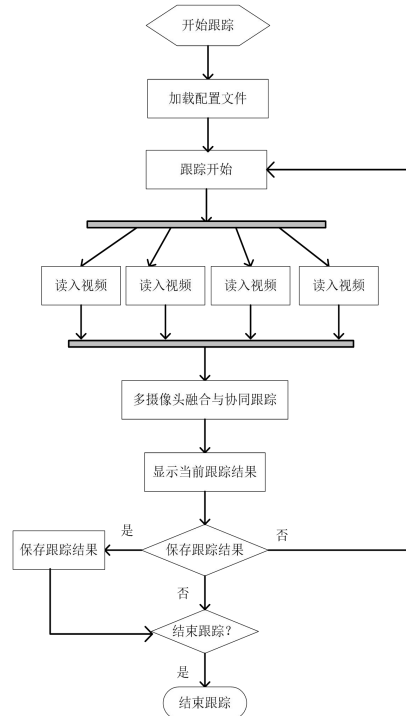 开始跟踪
加载配置文件
跟踪开始
读入视频
读入视频
读入视频
读入视频
多摄像头融合与协同跟踪
显示当前跟踪结果
是
否
保存跟踪结果
保存跟踪结果
否
结束跟踪？
是
结束跟踪